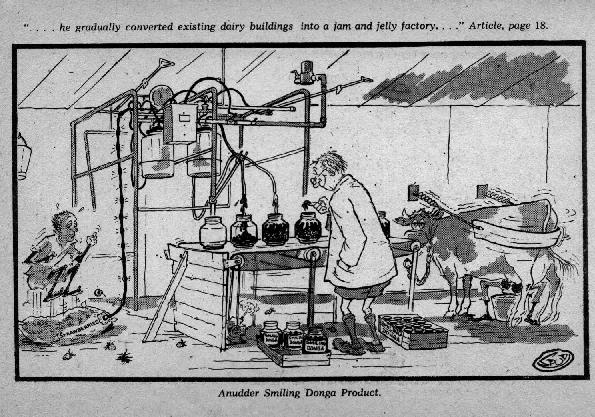 ". . . . he gradually converted existing dairy buildings into a jam and jelly factory. . . ." Article, page 18.
Anudder Smiling Donga Product.